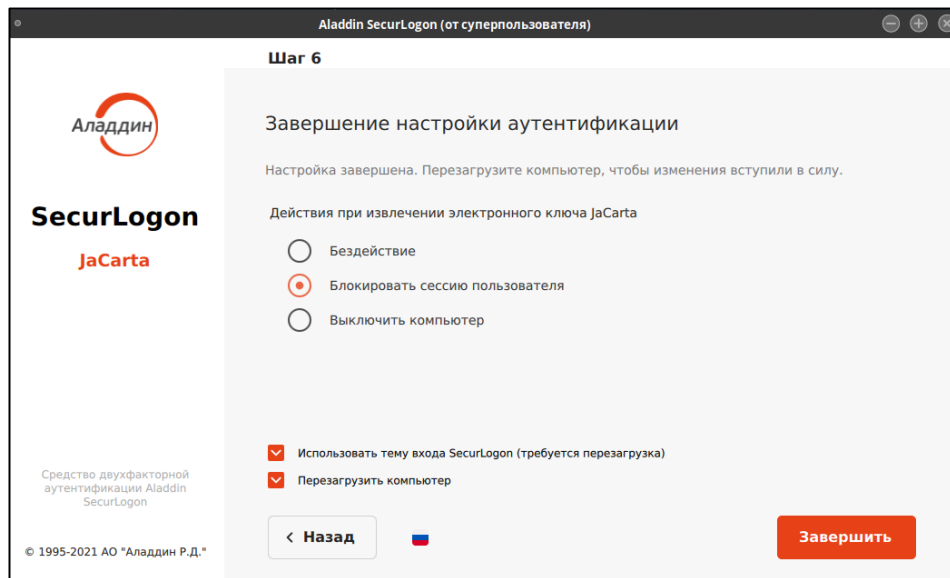 Aladdin SecurLogon (от суперпользователя)
Шаг 6
Аладдин
SecurLogon
JaCarta
Завершение настройки аутентификации
Настройка завершена. Перезагрузите компьютер, чтобы изменения вступили в силу.
Действия при извлечении электронного ключа JaCarta
Бездействие
Блокировать сессию пользователя
Выключить компьютер
Использовать тему входа SecurLogon (требуется перезагрузка)
Перезагрузить компьютер
Средство двухфакторной
аутентификации Aladdin
SecurLogon
© 1995-2021 АО "Аладдин Р.Д."
< Назад
Завершить